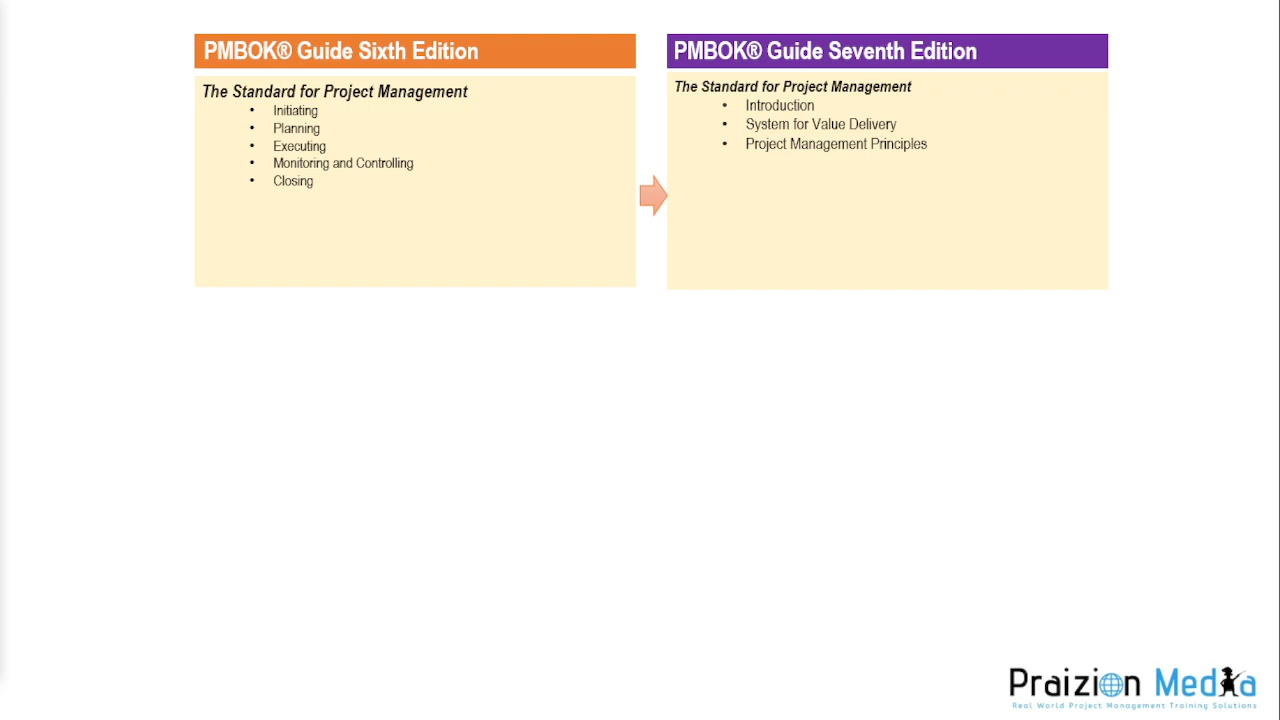 PMBOK® Guide Sixth Edition
The Standard for Project Management
• Initiating
• Planning
• Executing
• Monitoring and Controlling
• Closing
PMBOK® Guide Seventh Edition
The Standard for Project Management
• Introduction
• System for Value Delivery
• Project Management Principles
Praizion Media
Real World Project Management Training Solutions